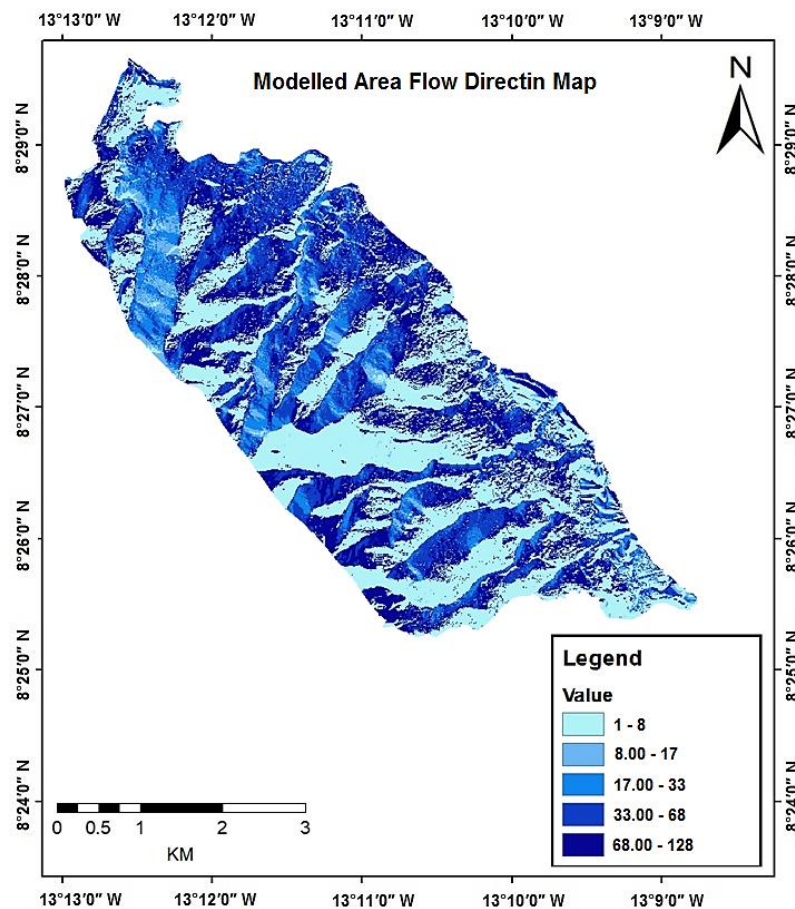 13°13'0" W 13°12'0" W 13°11'0" W 13°10'0" W 13°9'0" W
Modelled Area Flow Directin Map
N
8°29'0" N
8°28'0" N
8°27'0" N
8°26'0" N
8°25'0" N
8°24'0" N
8°29'0" N
8°28'0" N
8°27'0" N
8°26'0" N
8°25'0" N
8°24'0" N
Legend
Value
1 - 8
8.00 - 17
17.00 - 33
33.00 - 68
68.00 - 128
0 0.5 1 2 3
KM
13°13'0" W 13°12'0" W 13°11'0" W 13°10'0" W 13°9'0" W